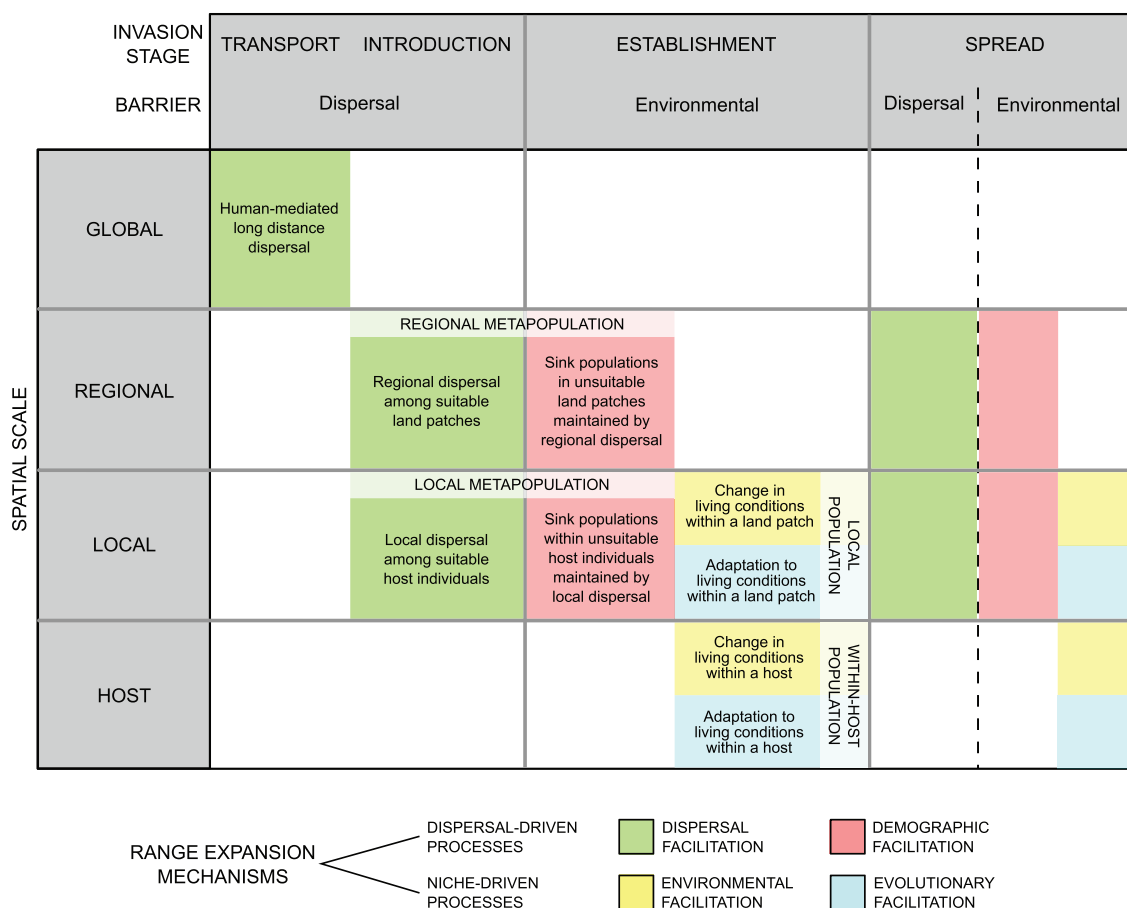 INVASION
STAGE
TRANSPORT
INTRODUCTION
ESTABLISHMENT
SPREAD
BARRIER
Dispersal
Environmental
Dispersal
Environmental
SPATIAL SCALE
GLOBAL
Human-mediated
long distance
dispersal
REGIONAL
REGIONAL METAPOPULATION
Regional dispersal
among suitable
land patches
Sink populations
in unsuitable
land patches
maintained by
regional dispersal
LOCAL
LOCAL METAPOPULATION
Local dispersal
among suitable
host individuals
Sink populations
within unsuitable
host individuals
maintained by
local dispersal
Change in
living conditions
within a land patch
Adaptation to
living conditions
within a land patch
LOCAL
POPULATION
HOST
Change in
living conditions
within a host
Adaptation to
living conditions
within a host
WITHIN-HOST
POPULATION
RANGE EXPANSION
MECHANISMS
DISPERSAL-DRIVEN
PROCESSES
DISPERSAL
FACILITATION
DEMOGRAPHIC
FACILITATION
NICHE-DRIVEN
PROCESSES
ENVIRONMENTAL
FACILITATION
EVOLUTIONARY
FACILITATION